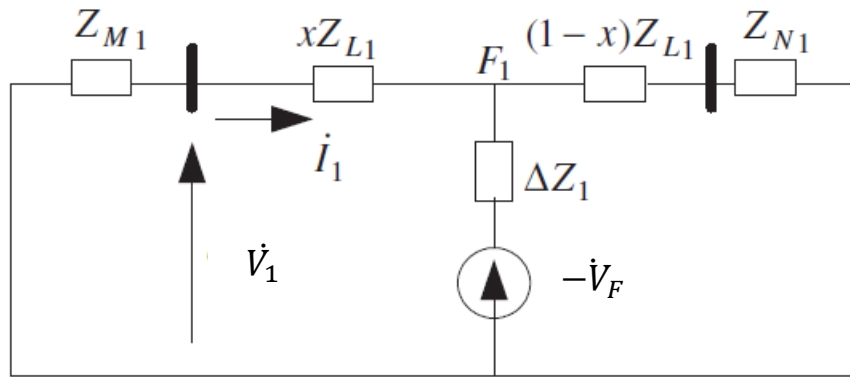 Z_{M1} xZ_{L1} F_1 (1 − x)Z_{L1} Z_{N1}
İ_1 ΔZ_1
V̇_1 −V̇_F